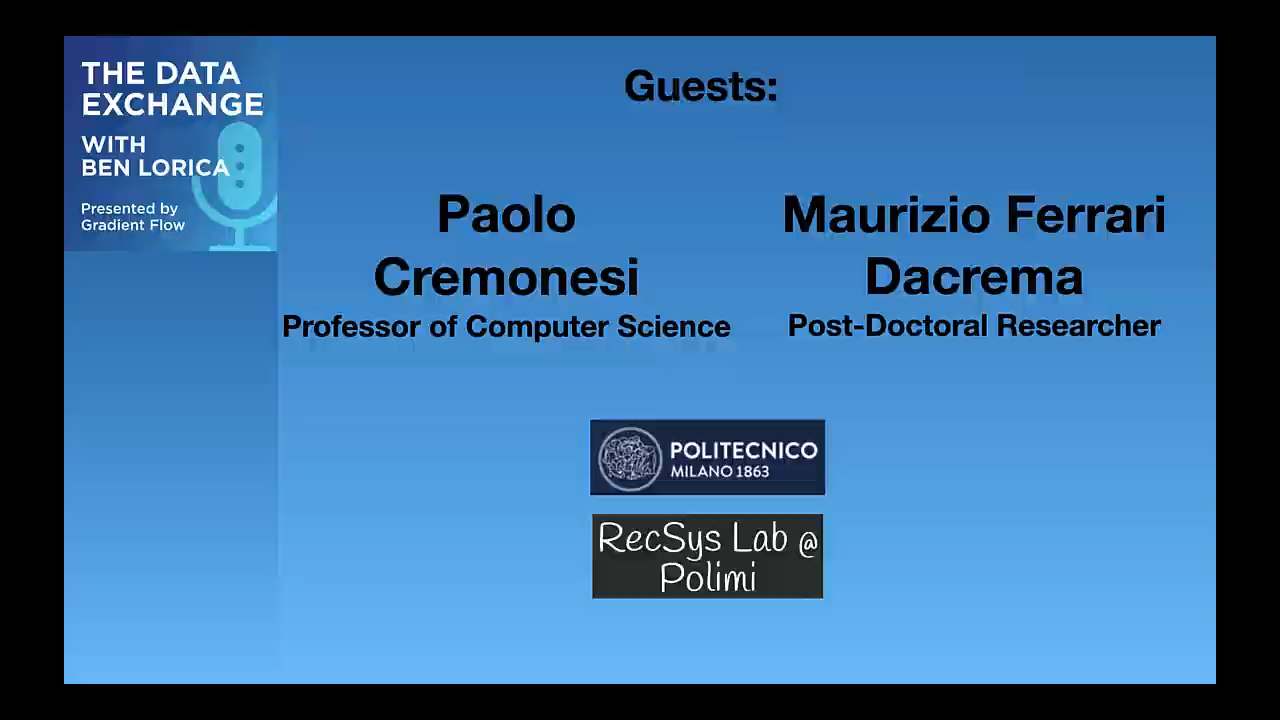 THE DATA
EXCHANGE
WITH
BEN LORICA
Presented by
Gradient Flow
Guests:
Paolo
Cremonesi
Professor of Computer Science
Maurizio Ferrari
Dacrema
Post-Doctoral Researcher
POLITECNICO
MILANO 1863
RecSys Lab @
Polimi